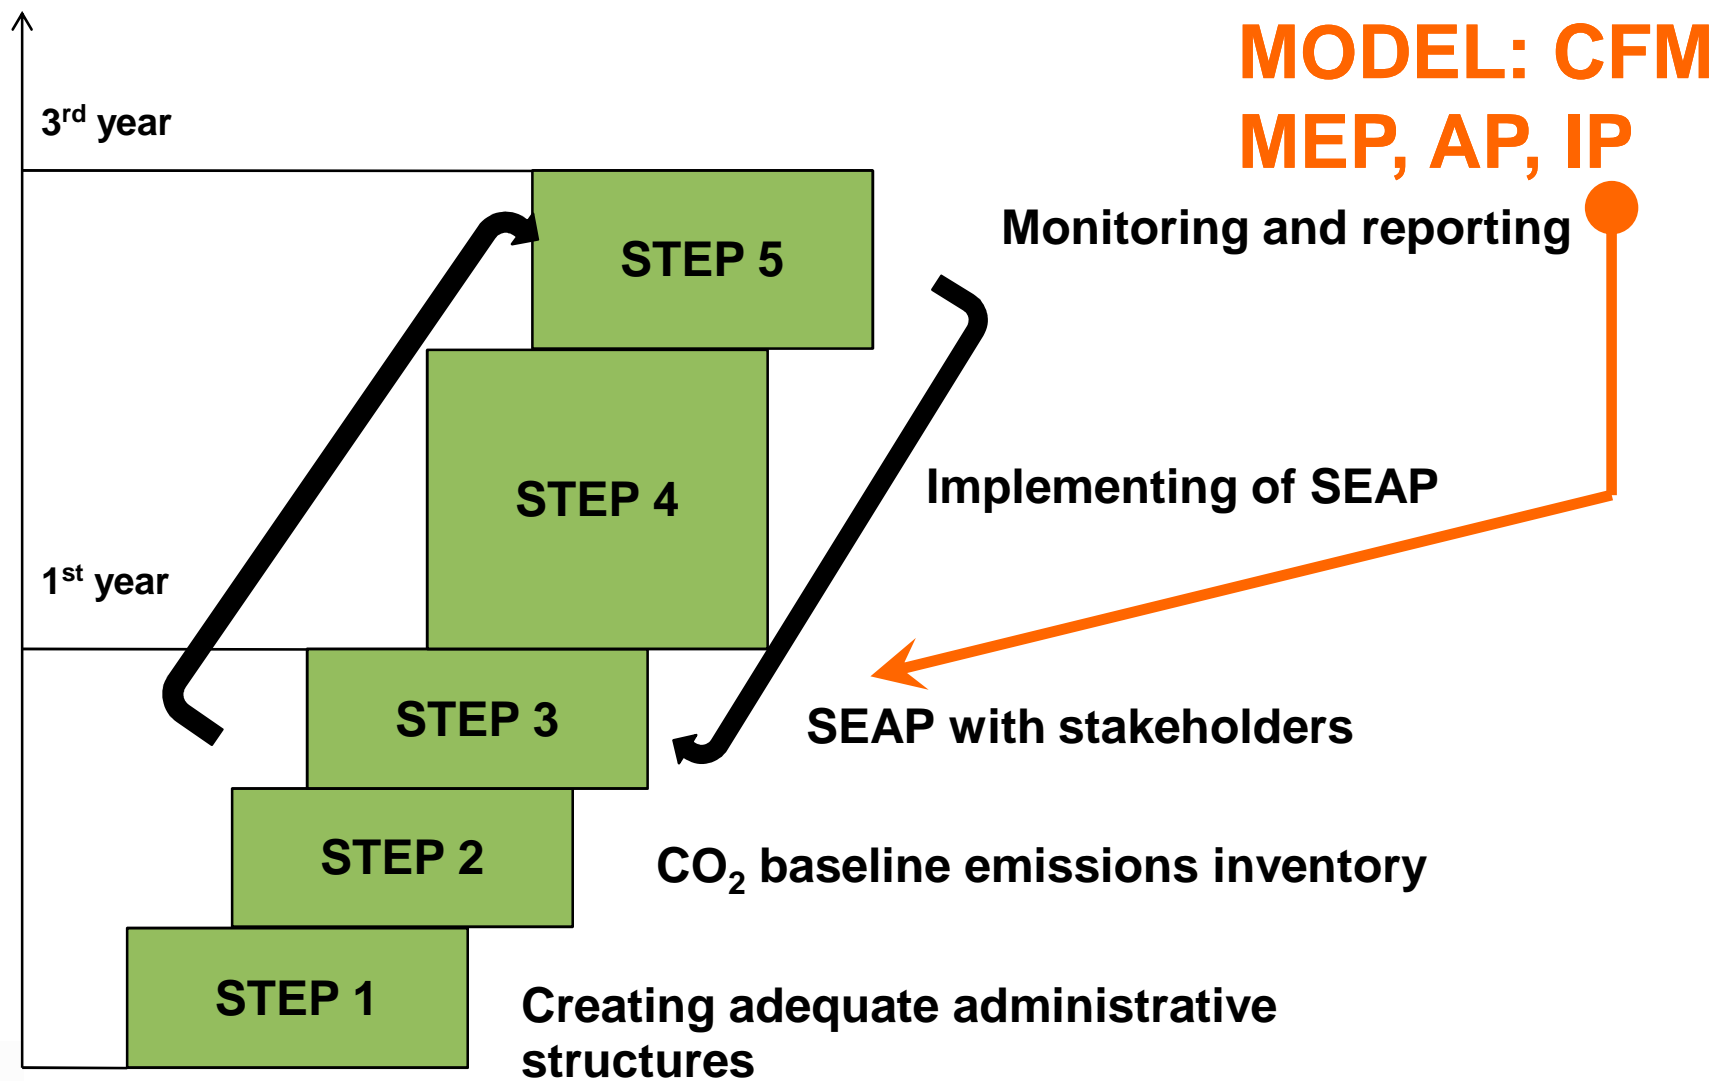 MODEL: CFM
MEP, AP, IP
3rd year
Monitoring and reporting
STEP 5
Implementing of SEAP
STEP 4
1st year
STEP 3
SEAP with stakeholders
STEP 2
CO2 baseline emissions inventory
STEP 1
Creating adequate administrative
structures